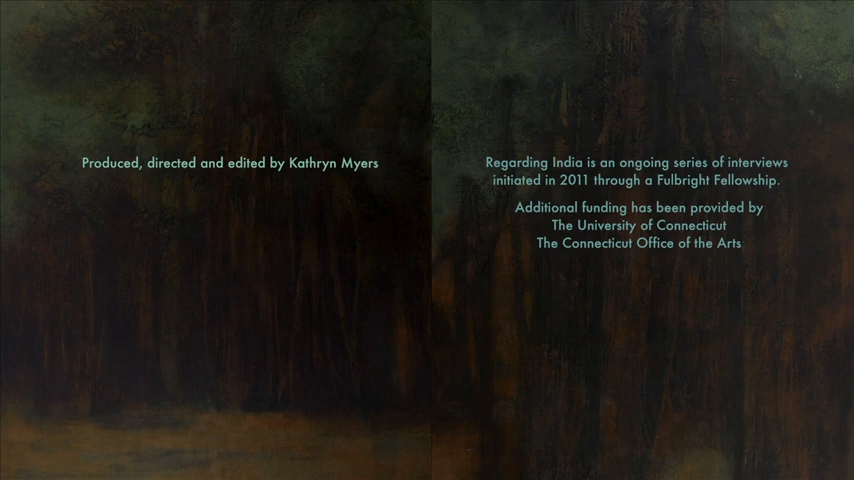 Produced, directed and edited by Kathryn Myers
Regarding India is an ongoing series of interviews
initiated in 2011 through a Fulbright Fellowship.
Additional funding has been provided by
The University of Connecticut
The Connecticut Office of the Arts